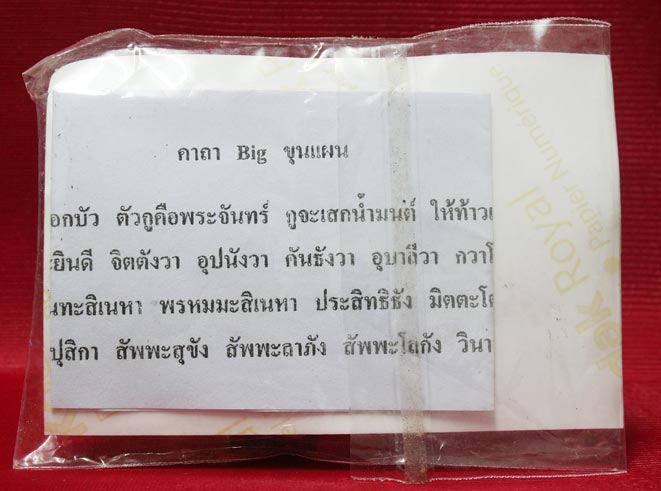 คาถา Big ขุนแผน
อกบัว ตัวกูคือพระจันทร์ กูจะเสกน้ำมนต์ ให้ท้าว
ะยินดี จิตตังวา อุปนังวา กันธังวา อุบาลีวา กวาโ
นทะสิเนหา พรหมมะสิเนหา ประสิทธิธัง มิตตะโ
ปุสิกา สัพพะสุขัง สัพพะลาภัง สัพพะโลกัง วินา
Royal
Papier Numérique